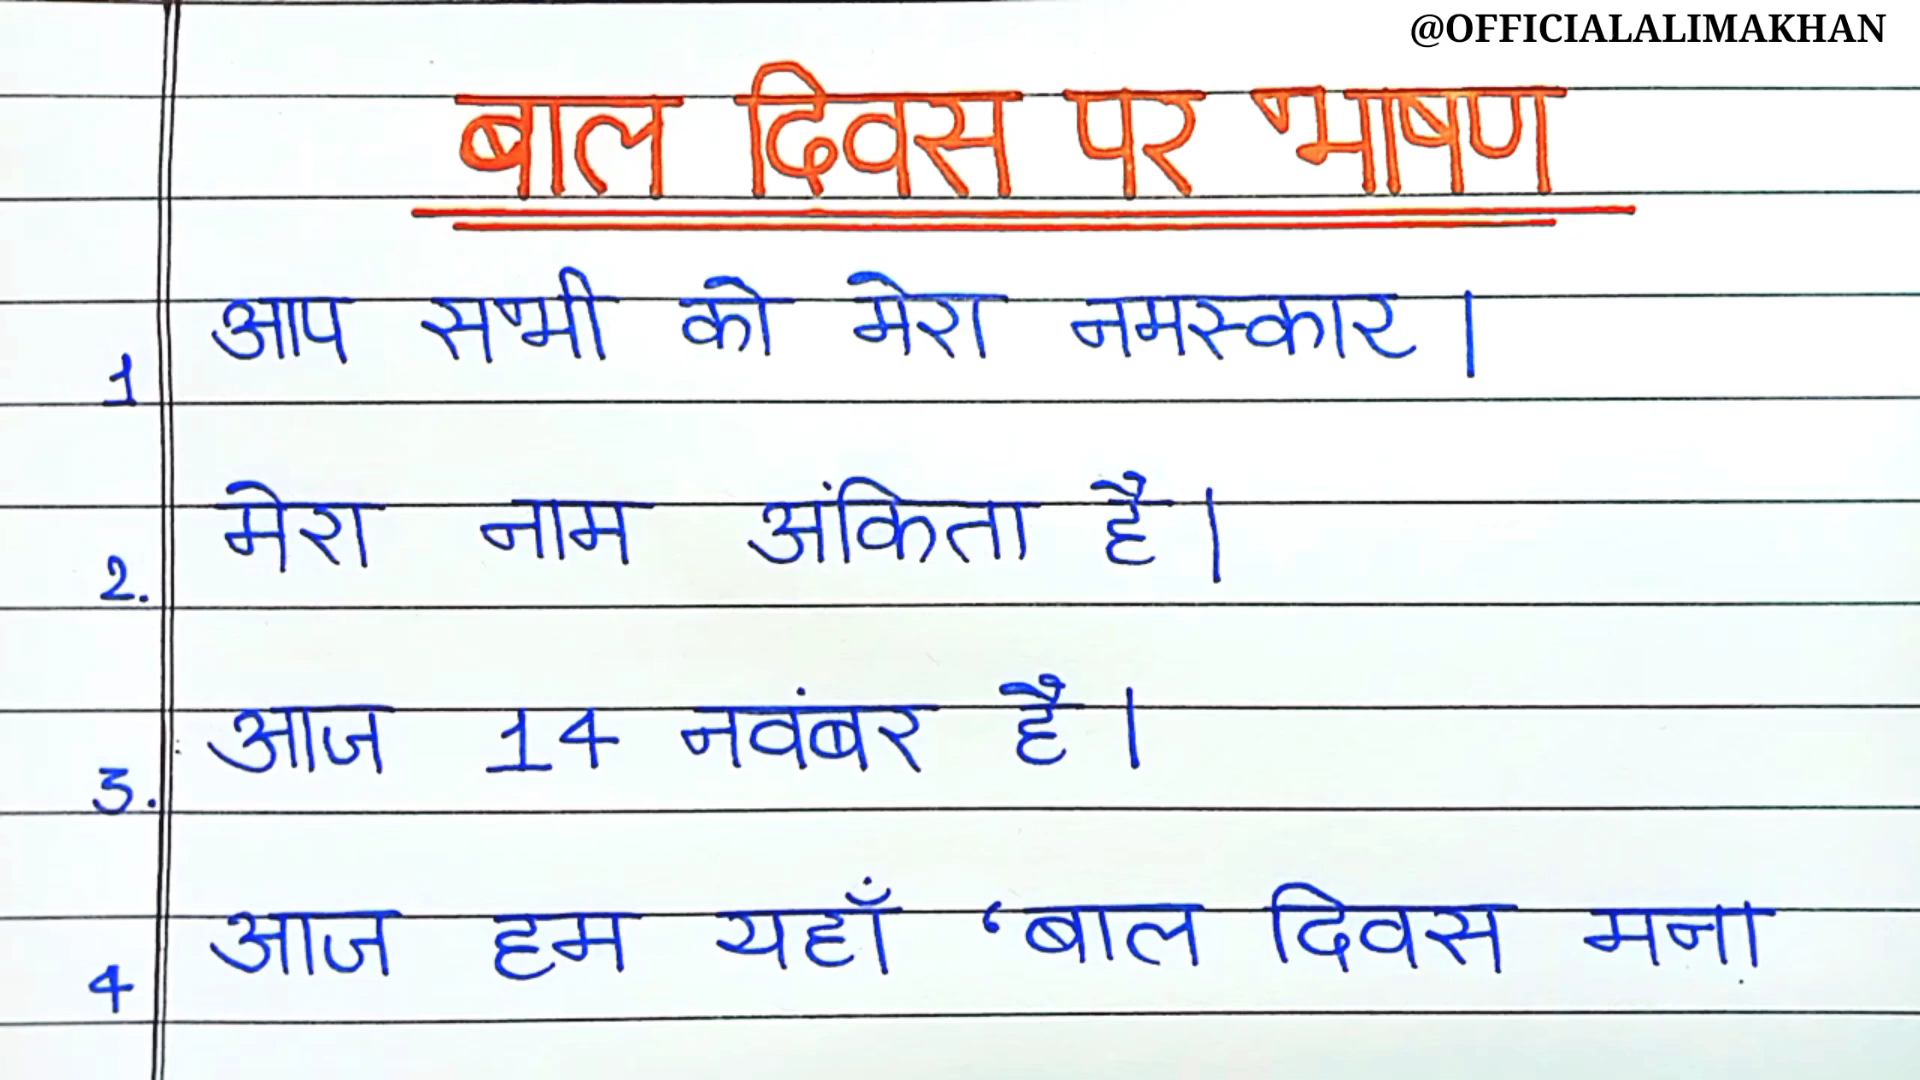 @OFFICIALALIMAKHAN
बाल दिवस पर भाषण
1 आप सभी को मेरा नमस्कार।
2. मेरा नाम अंकिता है।
3. आज 14 नवंबर है।
4 आज हम यहाँ ‘बाल दिवस मना